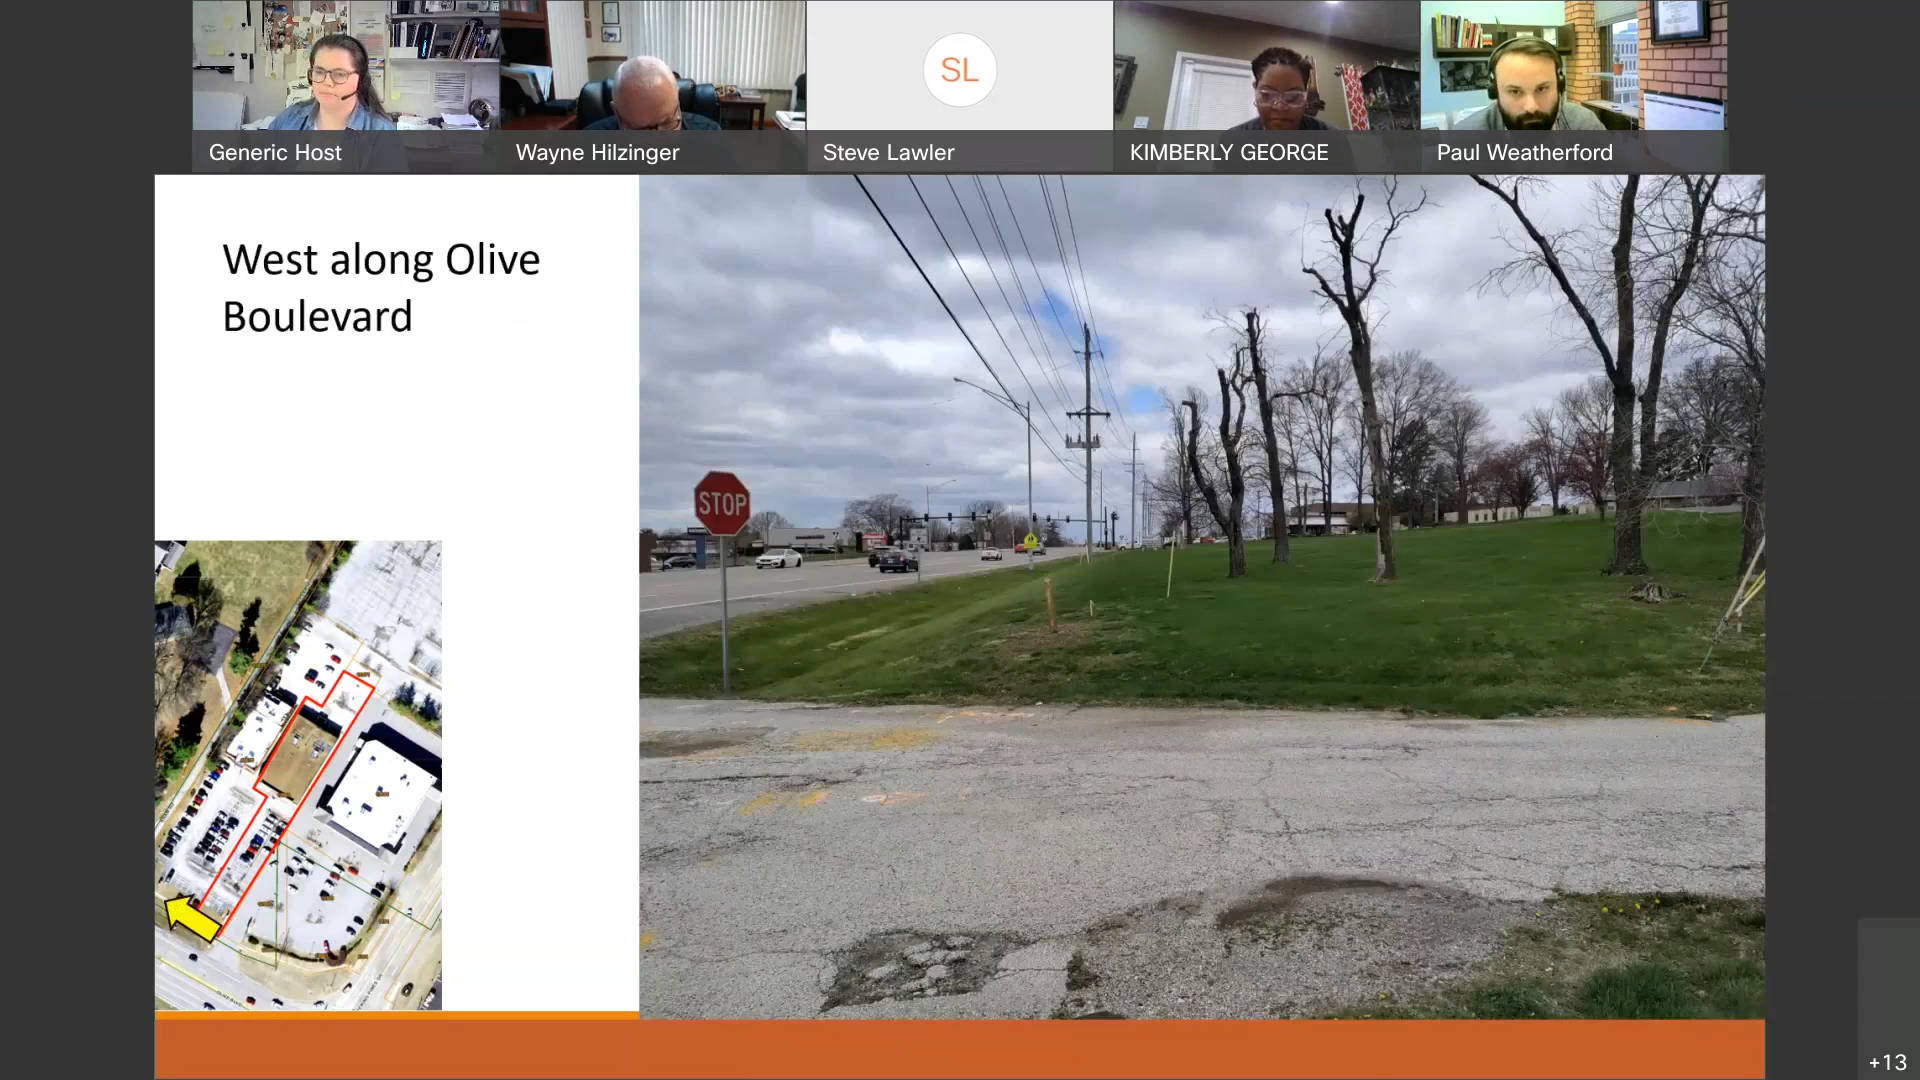 SL
Generic Host
Wayne Hilzinger
Steve Lawler
KIMBERLY GEORGE
Paul Weatherford
West along Olive
Boulevard
STOP
+13